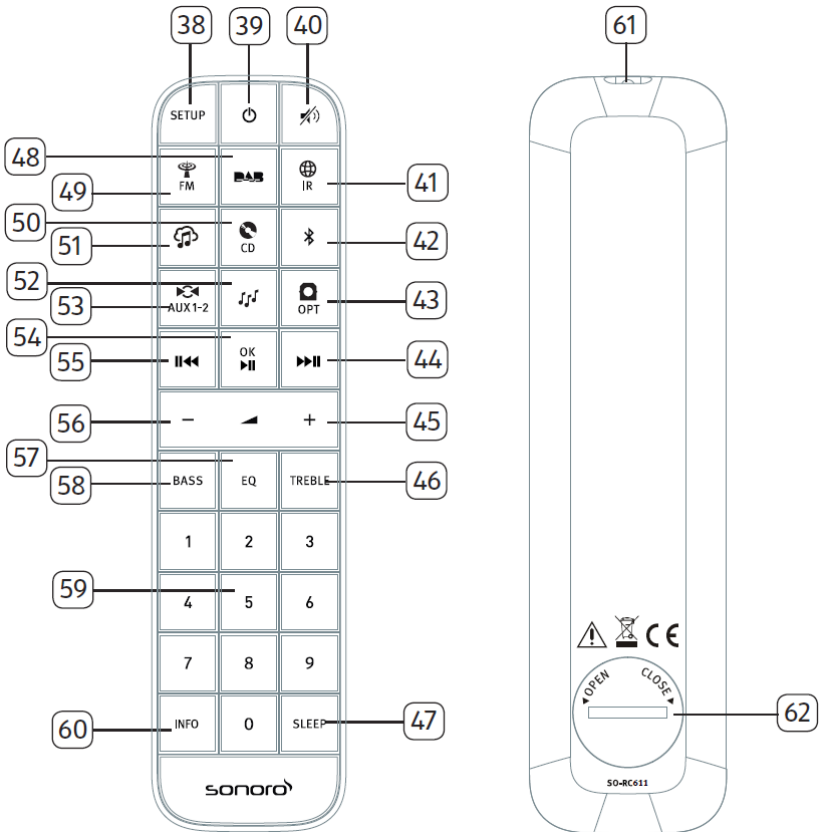 38 39 40 61
SETUP
48
FM DAB IR
49 41
50
CD
51 42
52
AUX 1-2 OPT
53 43
54
OK
55 44
56 - + 45
57
BASS EQ TREBLE
58 46
1 2 3
59
4 5 6
7 8 9
INFO 0 SLEEP
60 47
sonoro
CE
OPEN CLOSE
62
SO-RC611